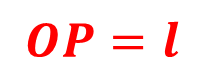 OP = l